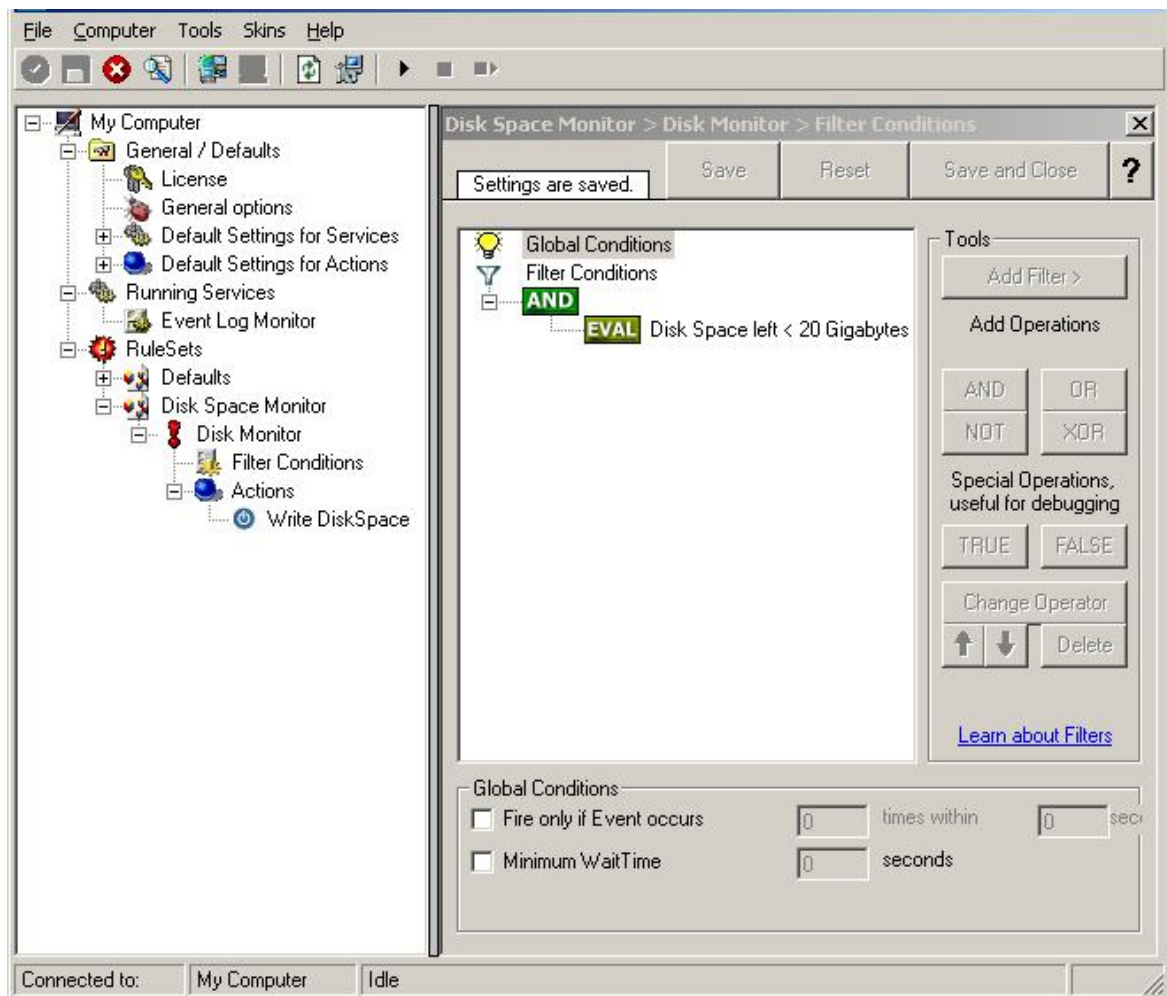 File Computer Tools Skins Help
My Computer
General / Defaults
License
General options
Default Settings for Services
Default Settings for Actions
Running Services
Event Log Monitor
RuleSets
Defaults
Disk Space Monitor
Disk Monitor
Filter Conditions
Actions
Write DiskSpace
Disk Space Monitor > Disk Monitor > Filter Conditions
Settings are saved.
Save
Reset
Save and Close
?
Global Conditions
Filter Conditions
AND
EVAL Disk Space left < 20 Gigabytes
Tools
Add Filter >
Add Operations
AND OR
NOT XOR
Special Operations,
useful for debugging
TRUE FALSE
Change Operator
Delete
Learn about Filters
Global Conditions
Fire only if Event occurs 0 times within 0 sec
Minimum WaitTime 0 seconds
Connected to: My Computer Idle